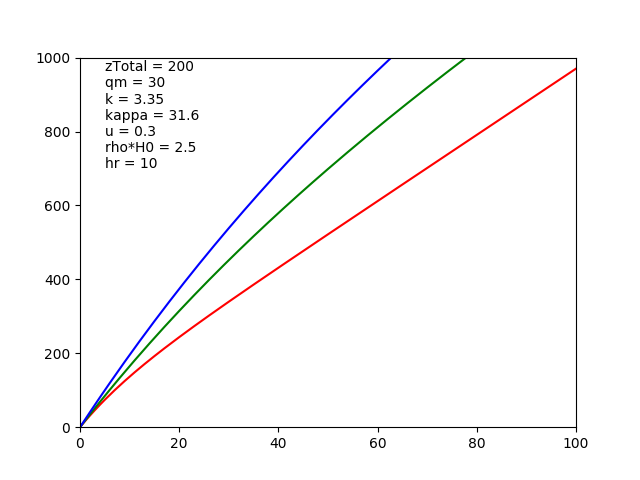 1000
800
600
400
200
0
zTotal = 200
qm = 30
k = 3.35
kappa = 31.6
u = 0.3
rho*H0 = 2.5
hr = 10
0 20 40 60 80 100